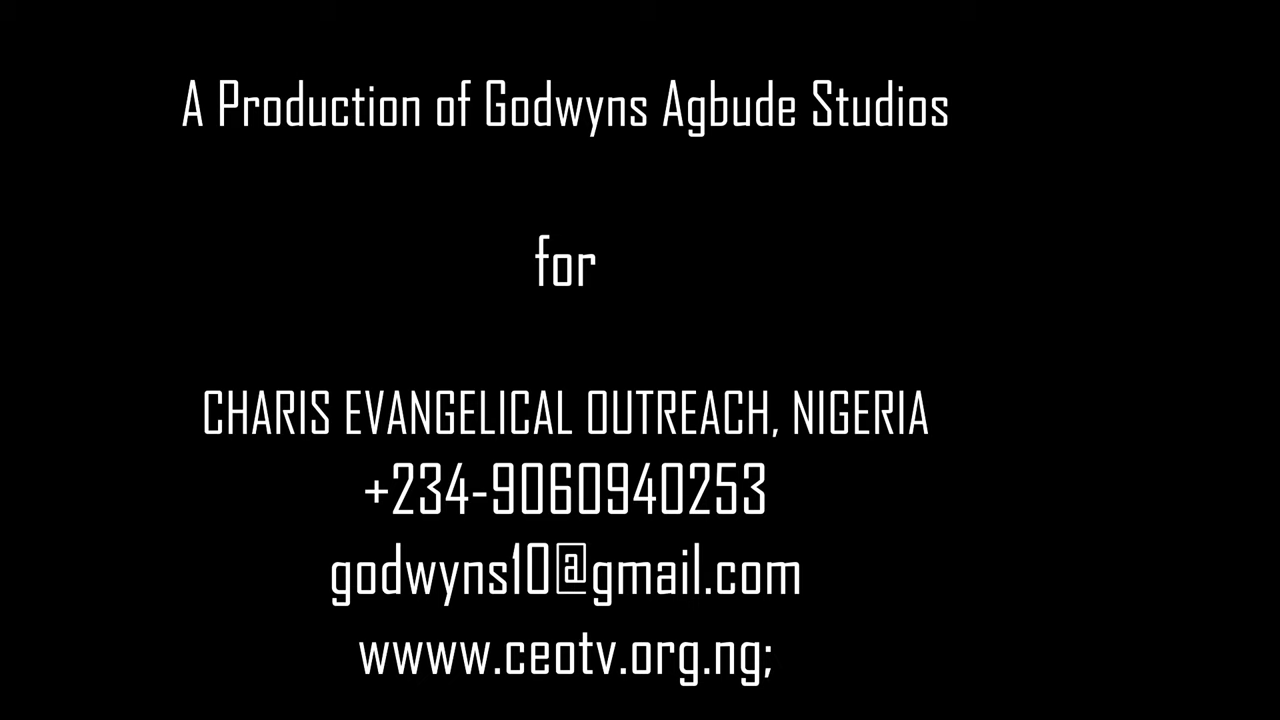 A Production of Godwyns Agbude Studios
for
CHARIS EVANGELICAL OUTREACH, NIGERIA
+234-9060940253
godwyns10@gmail.com
wwww.ceotv.org.ng;